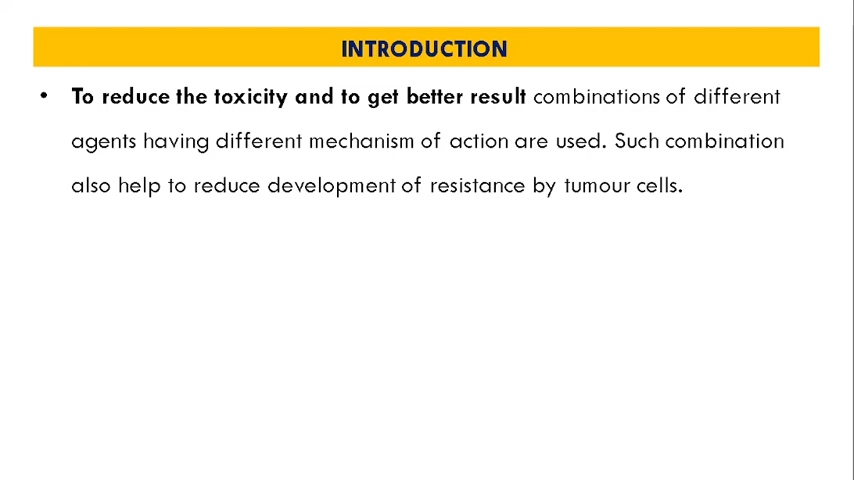 INTRODUCTION
• To reduce the toxicity and to get better result combinations of different
agents having different mechanism of action are used. Such combination
also help to reduce development of resistance by tumour cells.